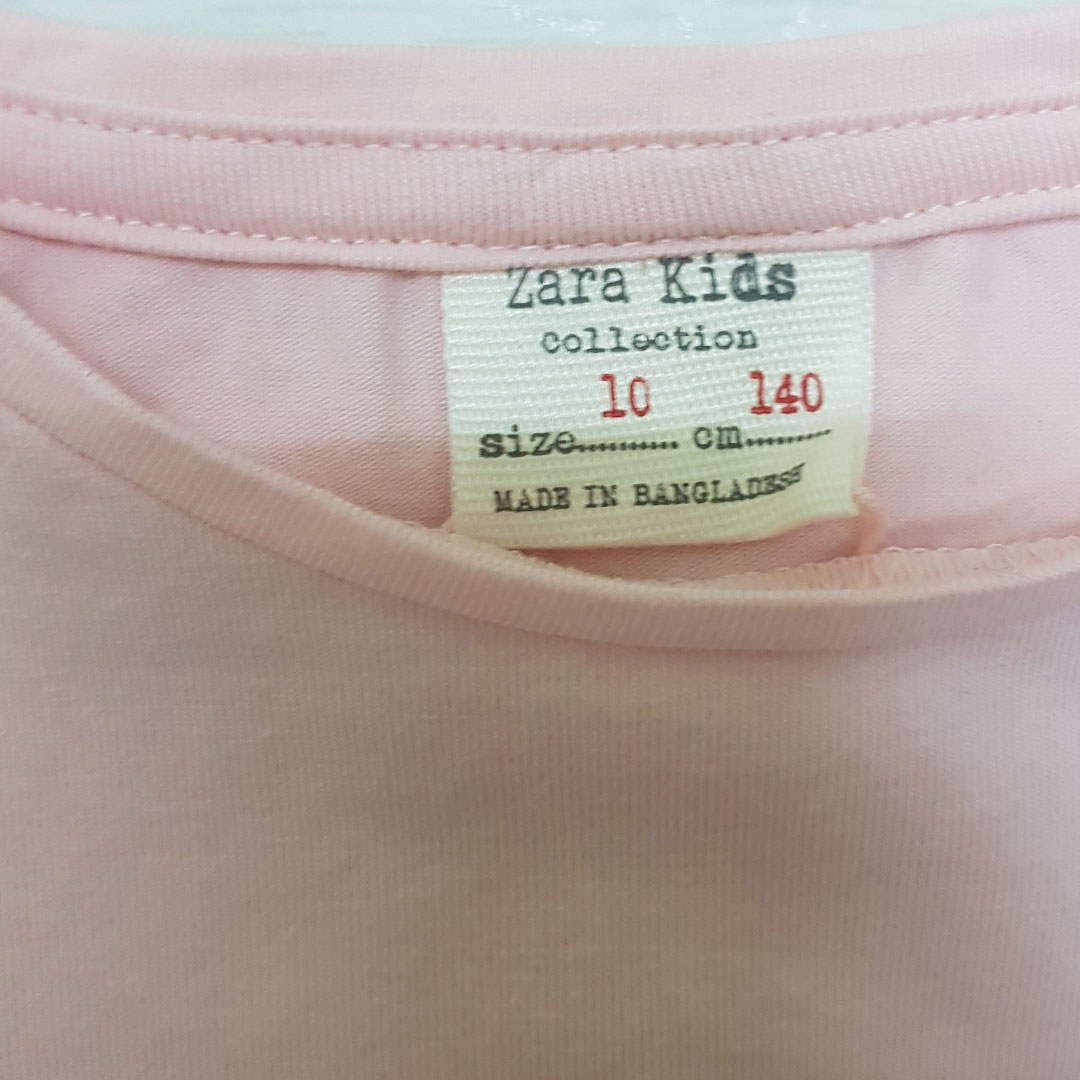 Zara Kids
collection
10 140
size.......... cm.........
MADE IN BANGLADESH